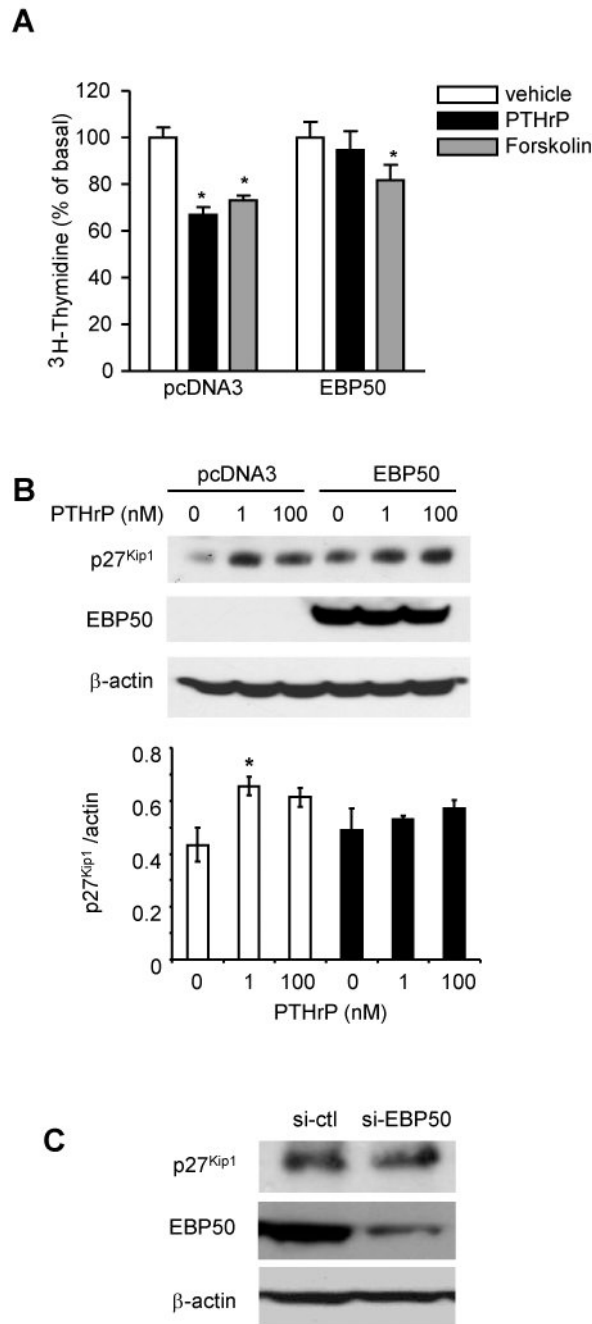 A
120
100
80
60
40
20
0
³H-Thymidine (% of basal)
* * *
pcDNA3 EBP50
vehicle
PTHrP
Forskolin
B
pcDNA3 EBP50
PTHrP (nM) 0 1 100 0 1 100
p27Kip1
EBP50
β-actin
0.8
0.6
0.4
0.2
0
p27Kip1 /actin
*
0 1 100 0 1 100
PTHrP (nM)
C
si-ctl si-EBP50
p27Kip1
EBP50
β-actin